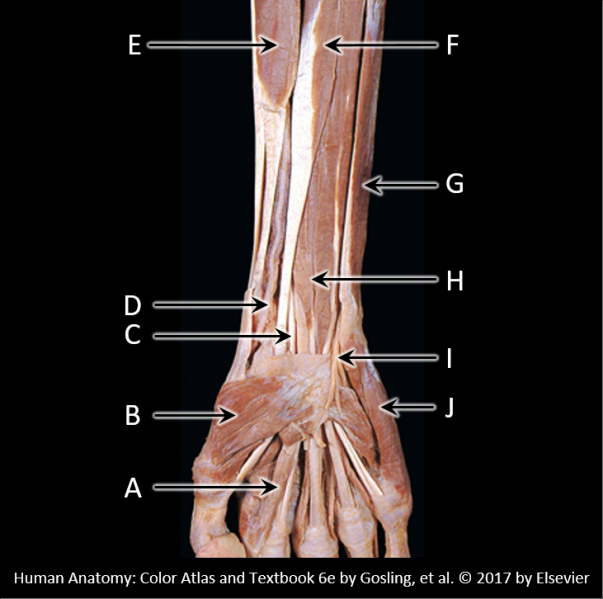 E F
G
H
D
C
I
B J
A
Human Anatomy: Color Atlas and Textbook 6e by Gosling, et al. © 2017 by Elsevier